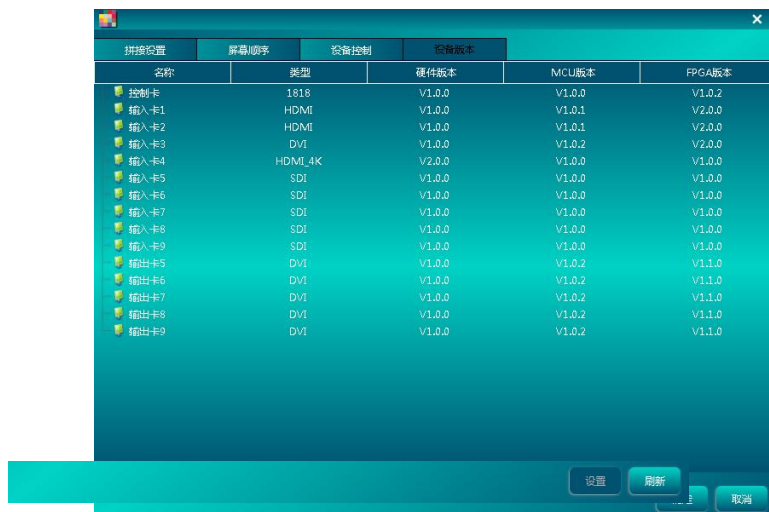 拼接设置 屏幕顺序 设备控制 设备版本
名称 类型 硬件版本 MCU版本 FPGA版本
控制卡 1818 V1.0.0 V1.0.0 V1.0.2
输入卡1 HDMI V1.0.0 V1.0.1 V2.0.0
输入卡2 HDMI V1.0.0 V1.0.1 V2.0.0
输入卡3 DVI V1.0.0 V1.0.2 V2.0.0
输入卡4 HDMI_4K V2.0.0 V1.0.0 V1.0.0
输入卡5 SDI V1.0.0 V1.0.0 V1.0.0
输入卡6 SDI V1.0.0 V1.0.0 V1.0.0
输入卡7 SDI V1.0.0 V1.0.0 V1.0.0
输入卡8 SDI V1.0.0 V1.0.0 V1.0.0
输入卡9 SDI V1.0.0 V1.0.0 V1.0.0
输出卡5 DVI V1.0.0 V1.0.2 V1.1.0
输出卡6 DVI V1.0.0 V1.0.2 V1.1.0
输出卡7 DVI V1.0.0 V1.0.2 V1.1.0
输出卡8 DVI V1.0.0 V1.0.2 V1.1.0
输出卡9 DVI V1.0.0 V1.0.2 V1.1.0
设置 刷新
取消